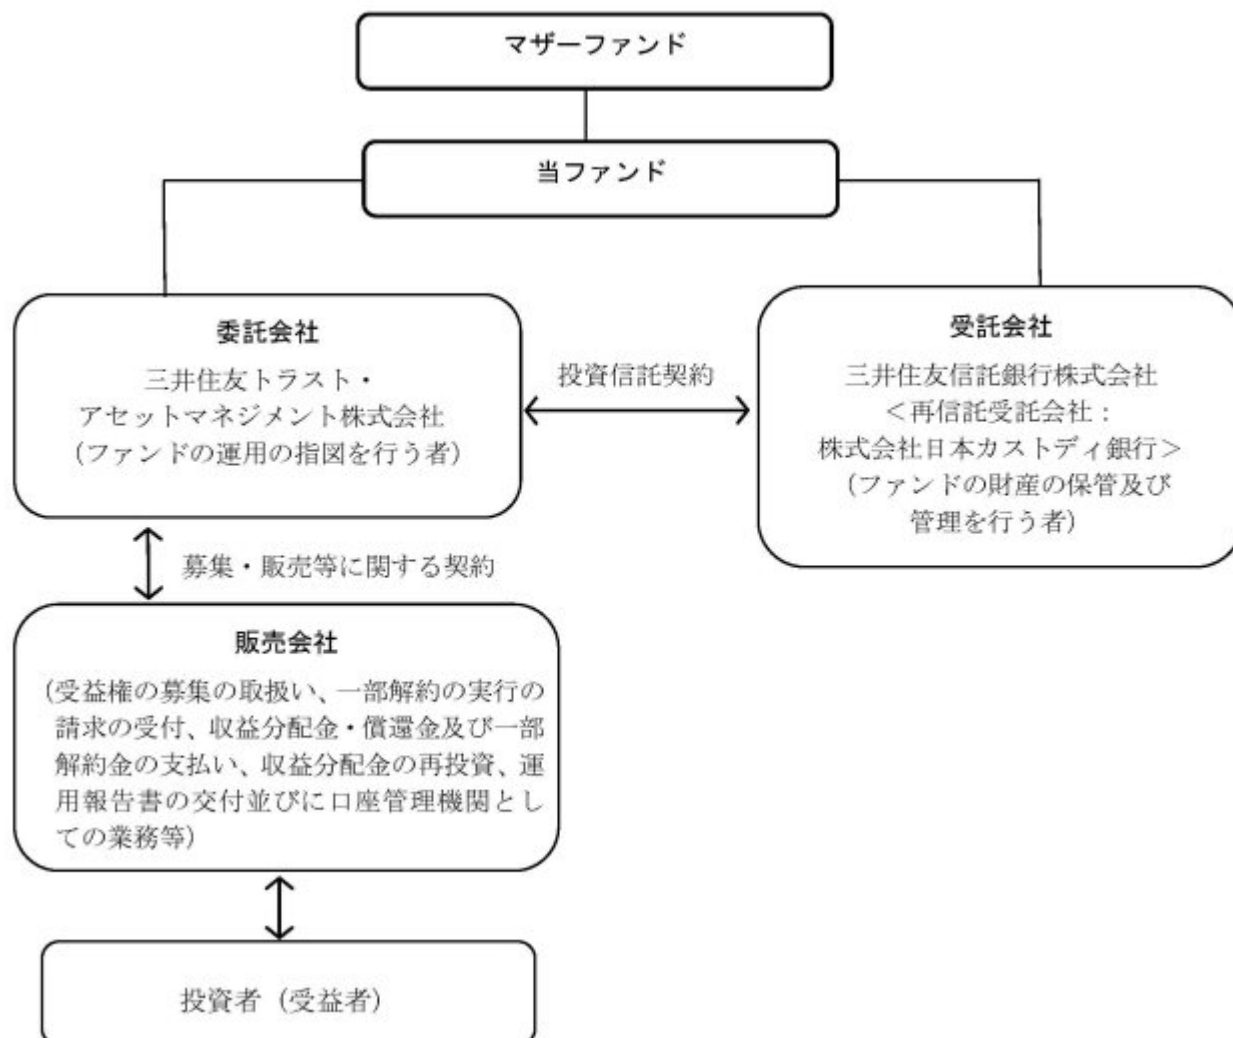 マザーファンド
当ファンド
委託会社
三井住友トラスト・
アセットマネジメント株式会社
（ファンドの運用の指図を行う者）
投資信託契約
受託会社
三井住友信託銀行株式会社
＜再信託受託会社：
株式会社日本カストディ銀行＞
（ファンドの財産の保管及び
管理を行う者）
募集・販売等に関する契約
販売会社
（受益権の募集の取扱い、一部解約の実行の
請求の受付、収益分配金・償還金及び一部
解約金の支払い、収益分配金の再投資、運
用報告書の交付並びに口座管理機関とし
ての業務等）
投資者（受益者）